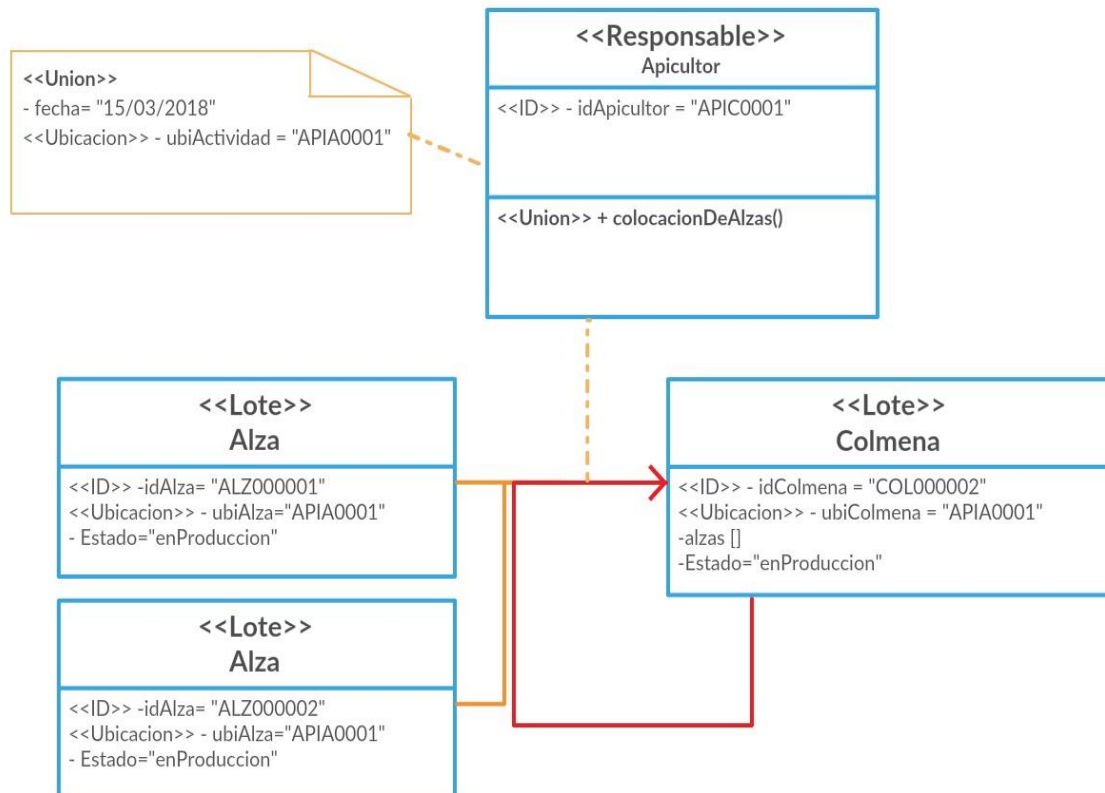 <<Union>>
- fecha= "15/03/2018"
<<Ubicacion>> - ubiActividad = "APIA0001"
<<Responsable>>
Apicultor
<<ID>> - idApicultor = "APIC0001"
<<Union>> + colocacionDeAlzas()
<<Lote>>
Alza
<<ID>> -idAlza= "ALZ000001"
<<Ubicacion>> - ubiAlza="APIA0001"
- Estado="enProduccion"
<<Lote>>
Colmena
<<ID>> - idColmena = "COL000002"
<<Ubicacion>> - ubiColmena = "APIA0001"
-alzas []
-Estado="enProduccion"
<<Lote>>
Alza
<<ID>> -idAlza= "ALZ000002"
<<Ubicacion>> - ubiAlza="APIA0001"
- Estado="enProduccion"